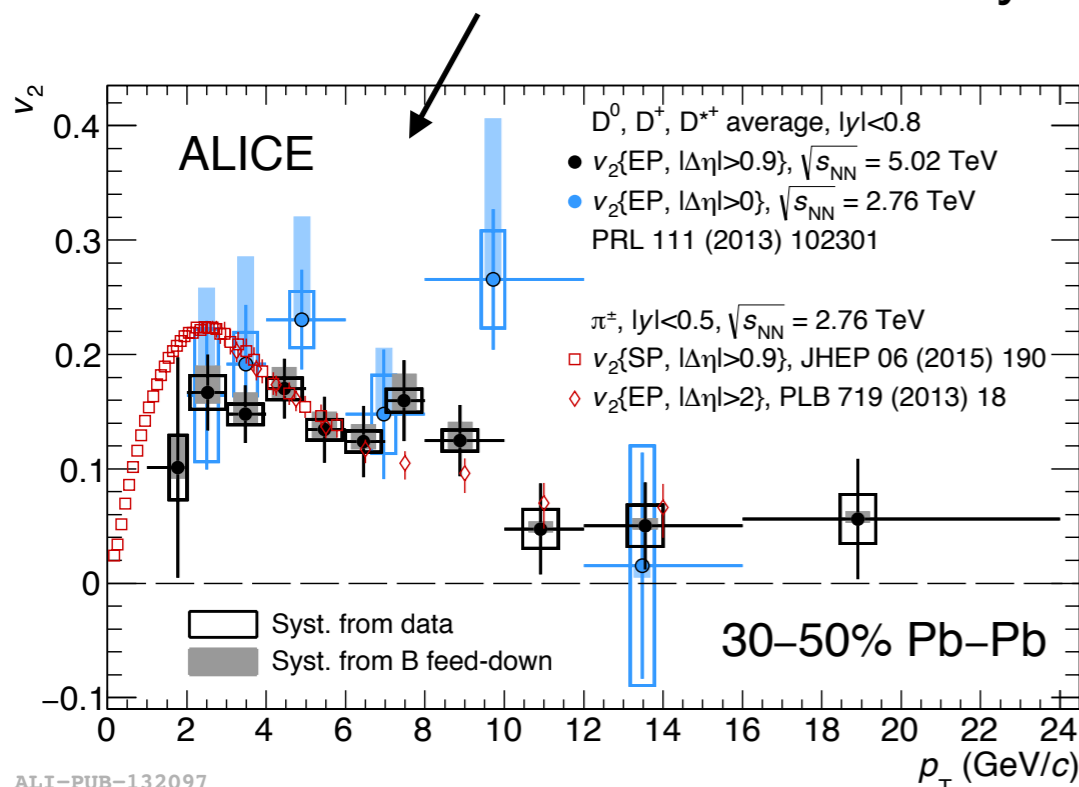 v₂
0.4
0.3
0.2
0.1
0
−0.1
ALICE
D⁰, D⁺, D*⁺ average, |y|<0.8
v₂{EP, |Δη|>0.9}, √s_NN = 5.02 TeV
v₂{EP, |Δη|>0}, √s_NN = 2.76 TeV
PRL 111 (2013) 102301
π±, |y|<0.5, √s_NN = 2.76 TeV
v₂{SP, |Δη|>0.9}, JHEP 06 (2015) 190
v₂{EP, |Δη|>2}, PLB 719 (2013) 18
Syst. from data
Syst. from B feed-down
30−50% Pb−Pb
0 2 4 6 8 10 12 14 16 18 20 22 24
p_T (GeV/c)
ALI−PUB−132097